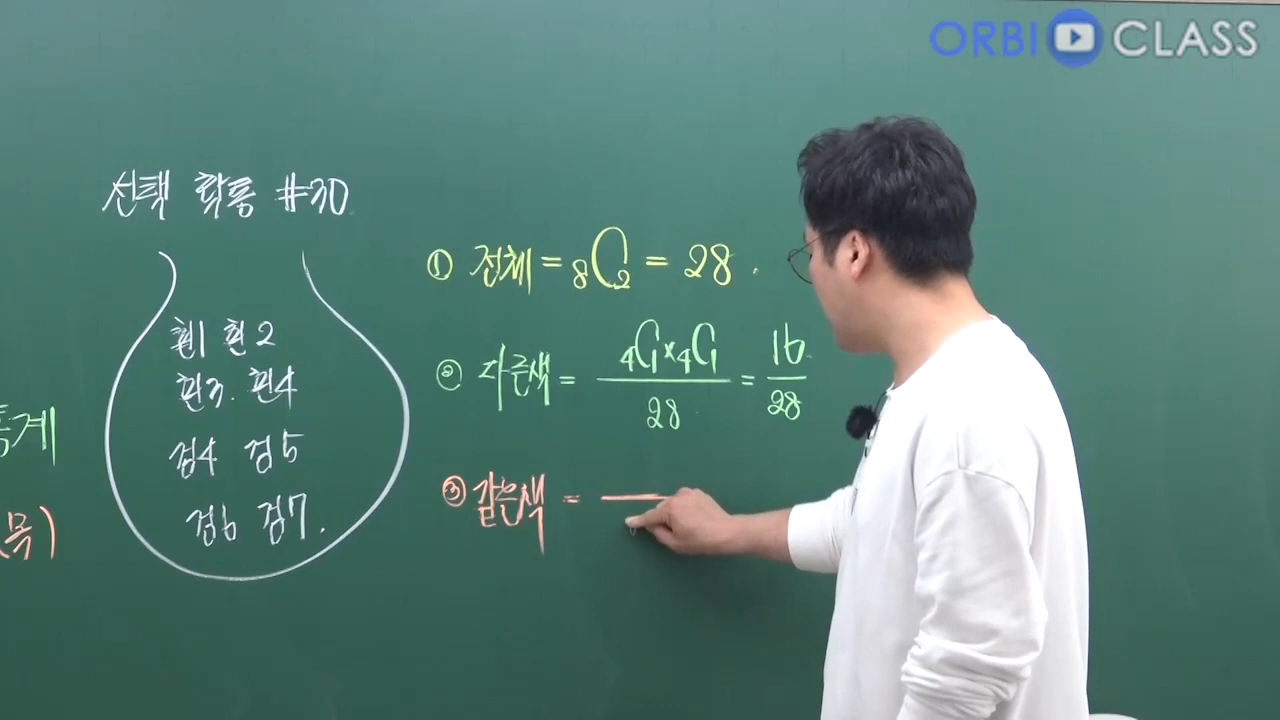 ORBI CLASS
선택 확통 #30.
흰1 흰2
흰3. 흰4
검4 검5
검6 검7.
① 전체 = ₈C₂ = 28.
② 다른색 = ₄C₁×₄C₁ / 28 = 16 / 28
③ 같은색 =
통계
(목)